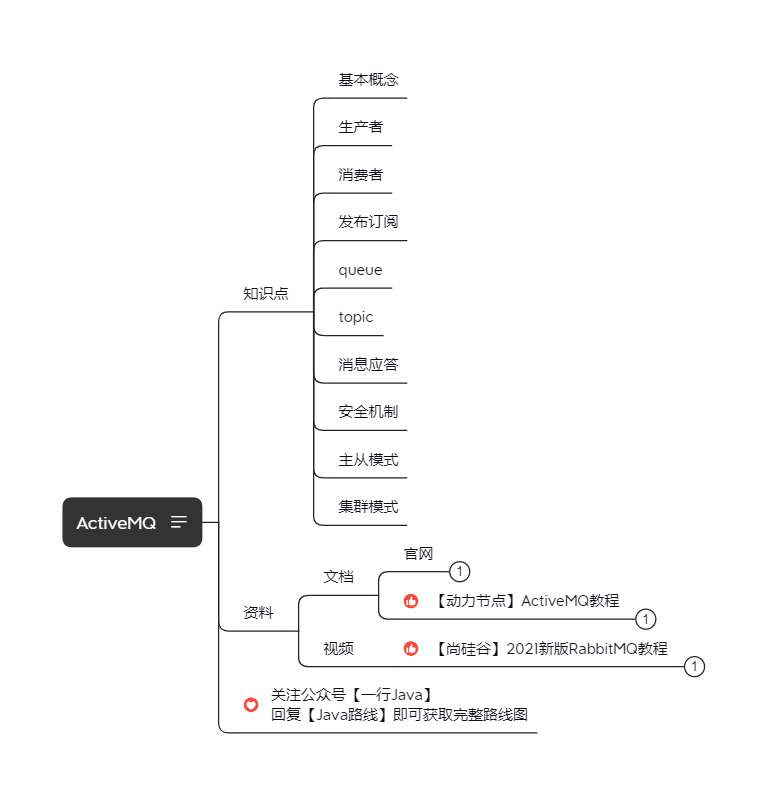 基本概念
生产者
消费者
发布订阅
queue
知识点
topic
消息应答
安全机制
主从模式
集群模式
ActiveMQ
官网
1
文档
【动力节点】ActiveMQ教程
1
资料
视频
【尚硅谷】2021新版RabbitMQ教程
1
关注公众号【一行Java】
回复【Java路线】即可获取完整路线图